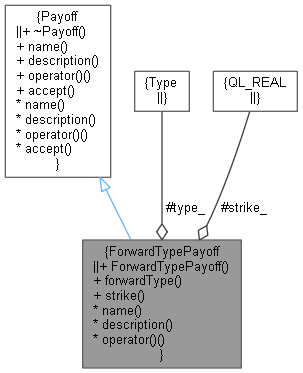 {Payoff
||+ ~Payoff()
+ name()
+ description()
+ operator()()
+ accept()
* name()
* description()
* operator()()
* accept()
}
{Type
||}
{QL_REAL
||}
#type_
#strike_
{ForwardTypePayoff
||+ ForwardTypePayoff()
+ forwardType()
+ strike()
* name()
* description()
* operator()()
}